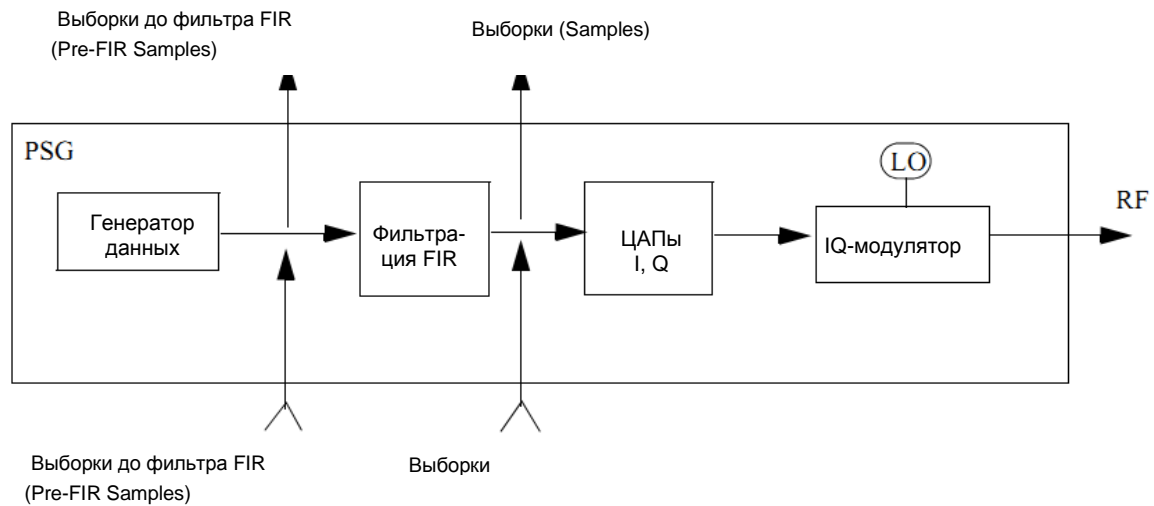 Выборки до фильтра FIR
(Pre-FIR Samples)
Выборки (Samples)
PSG
LO
RF
Генератор
данных
Фильтра-
ция FIR
ЦАПы
I, Q
IQ-модулятор
Выборки до фильтра FIR
(Pre-FIR Samples)
Выборки